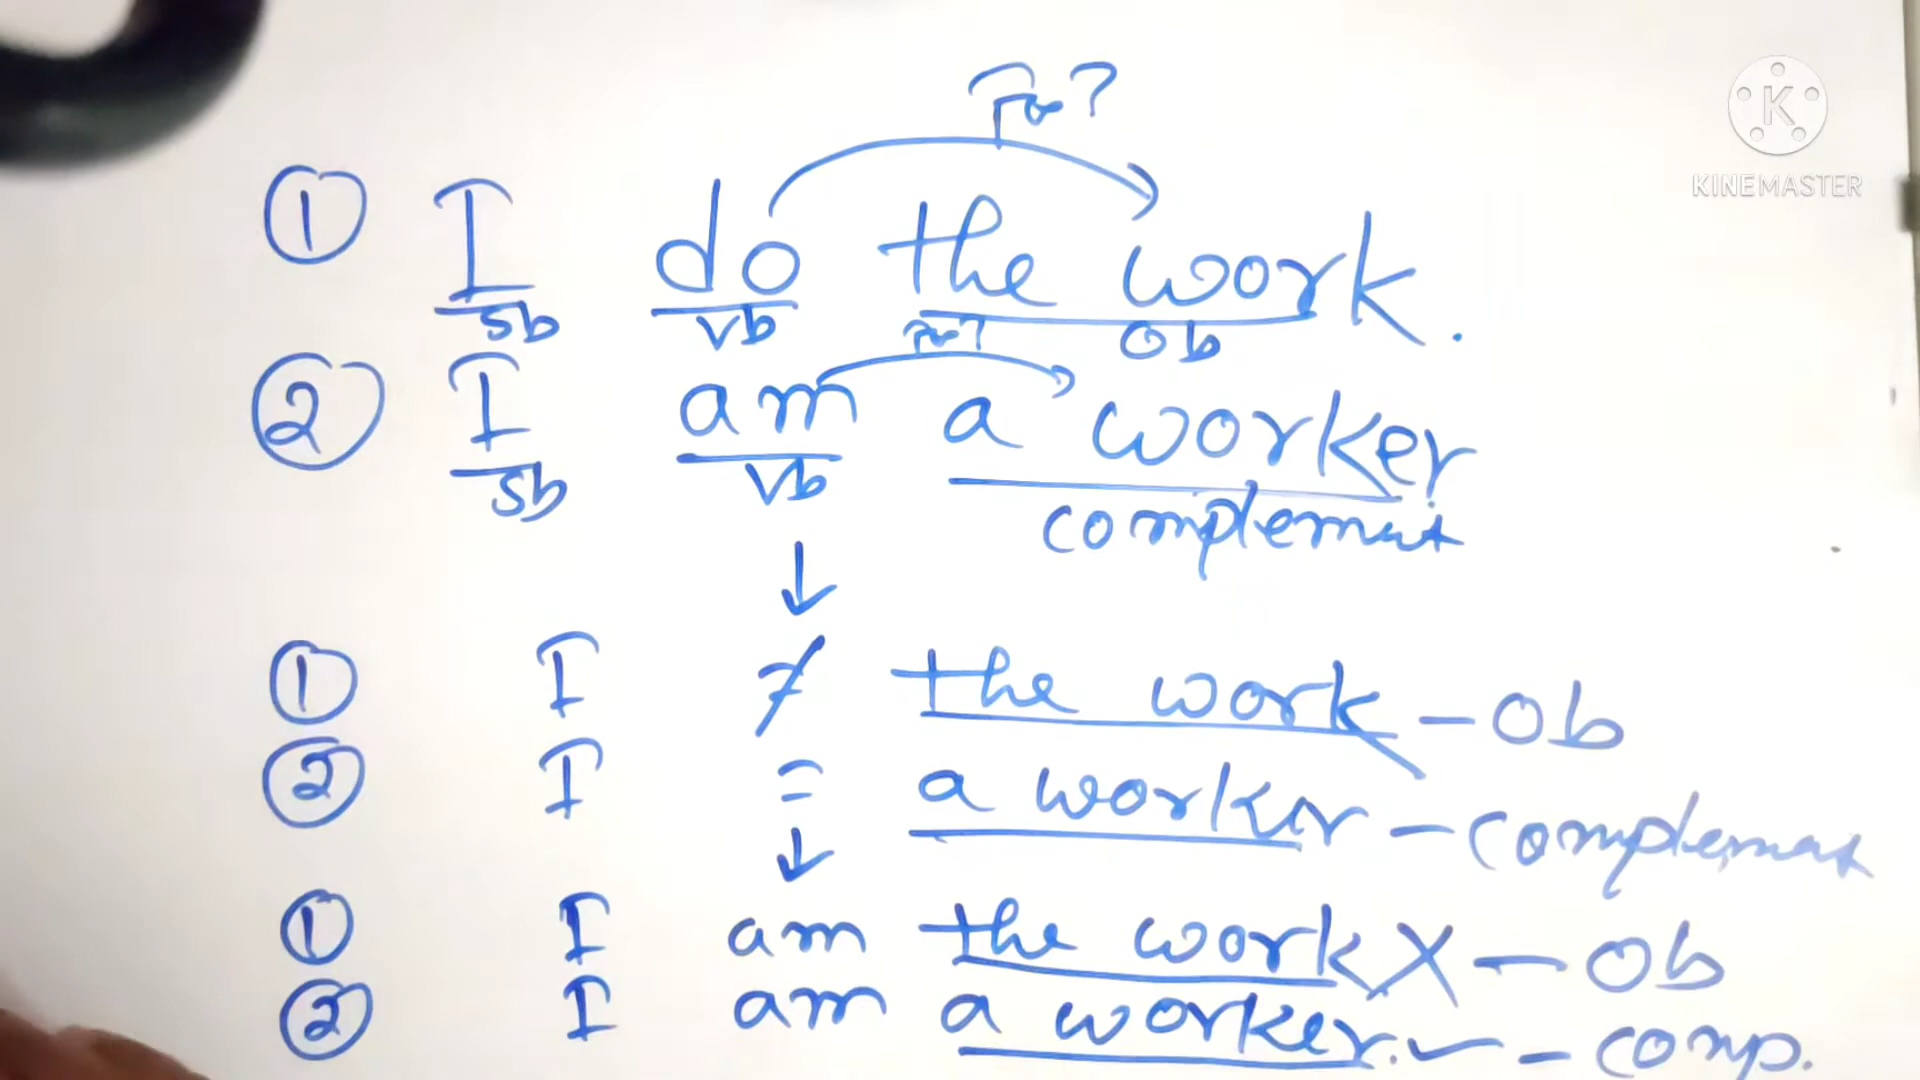 কি?
① I do the work.
sb vb ob
কি?
② I am a worker
sb vb complement
↓
① I ≠ the work - ob
② I = a worker - complement
↓
① I am the work X - ob
② I am a worker. ✓ - comp.
K
KINEMASTER